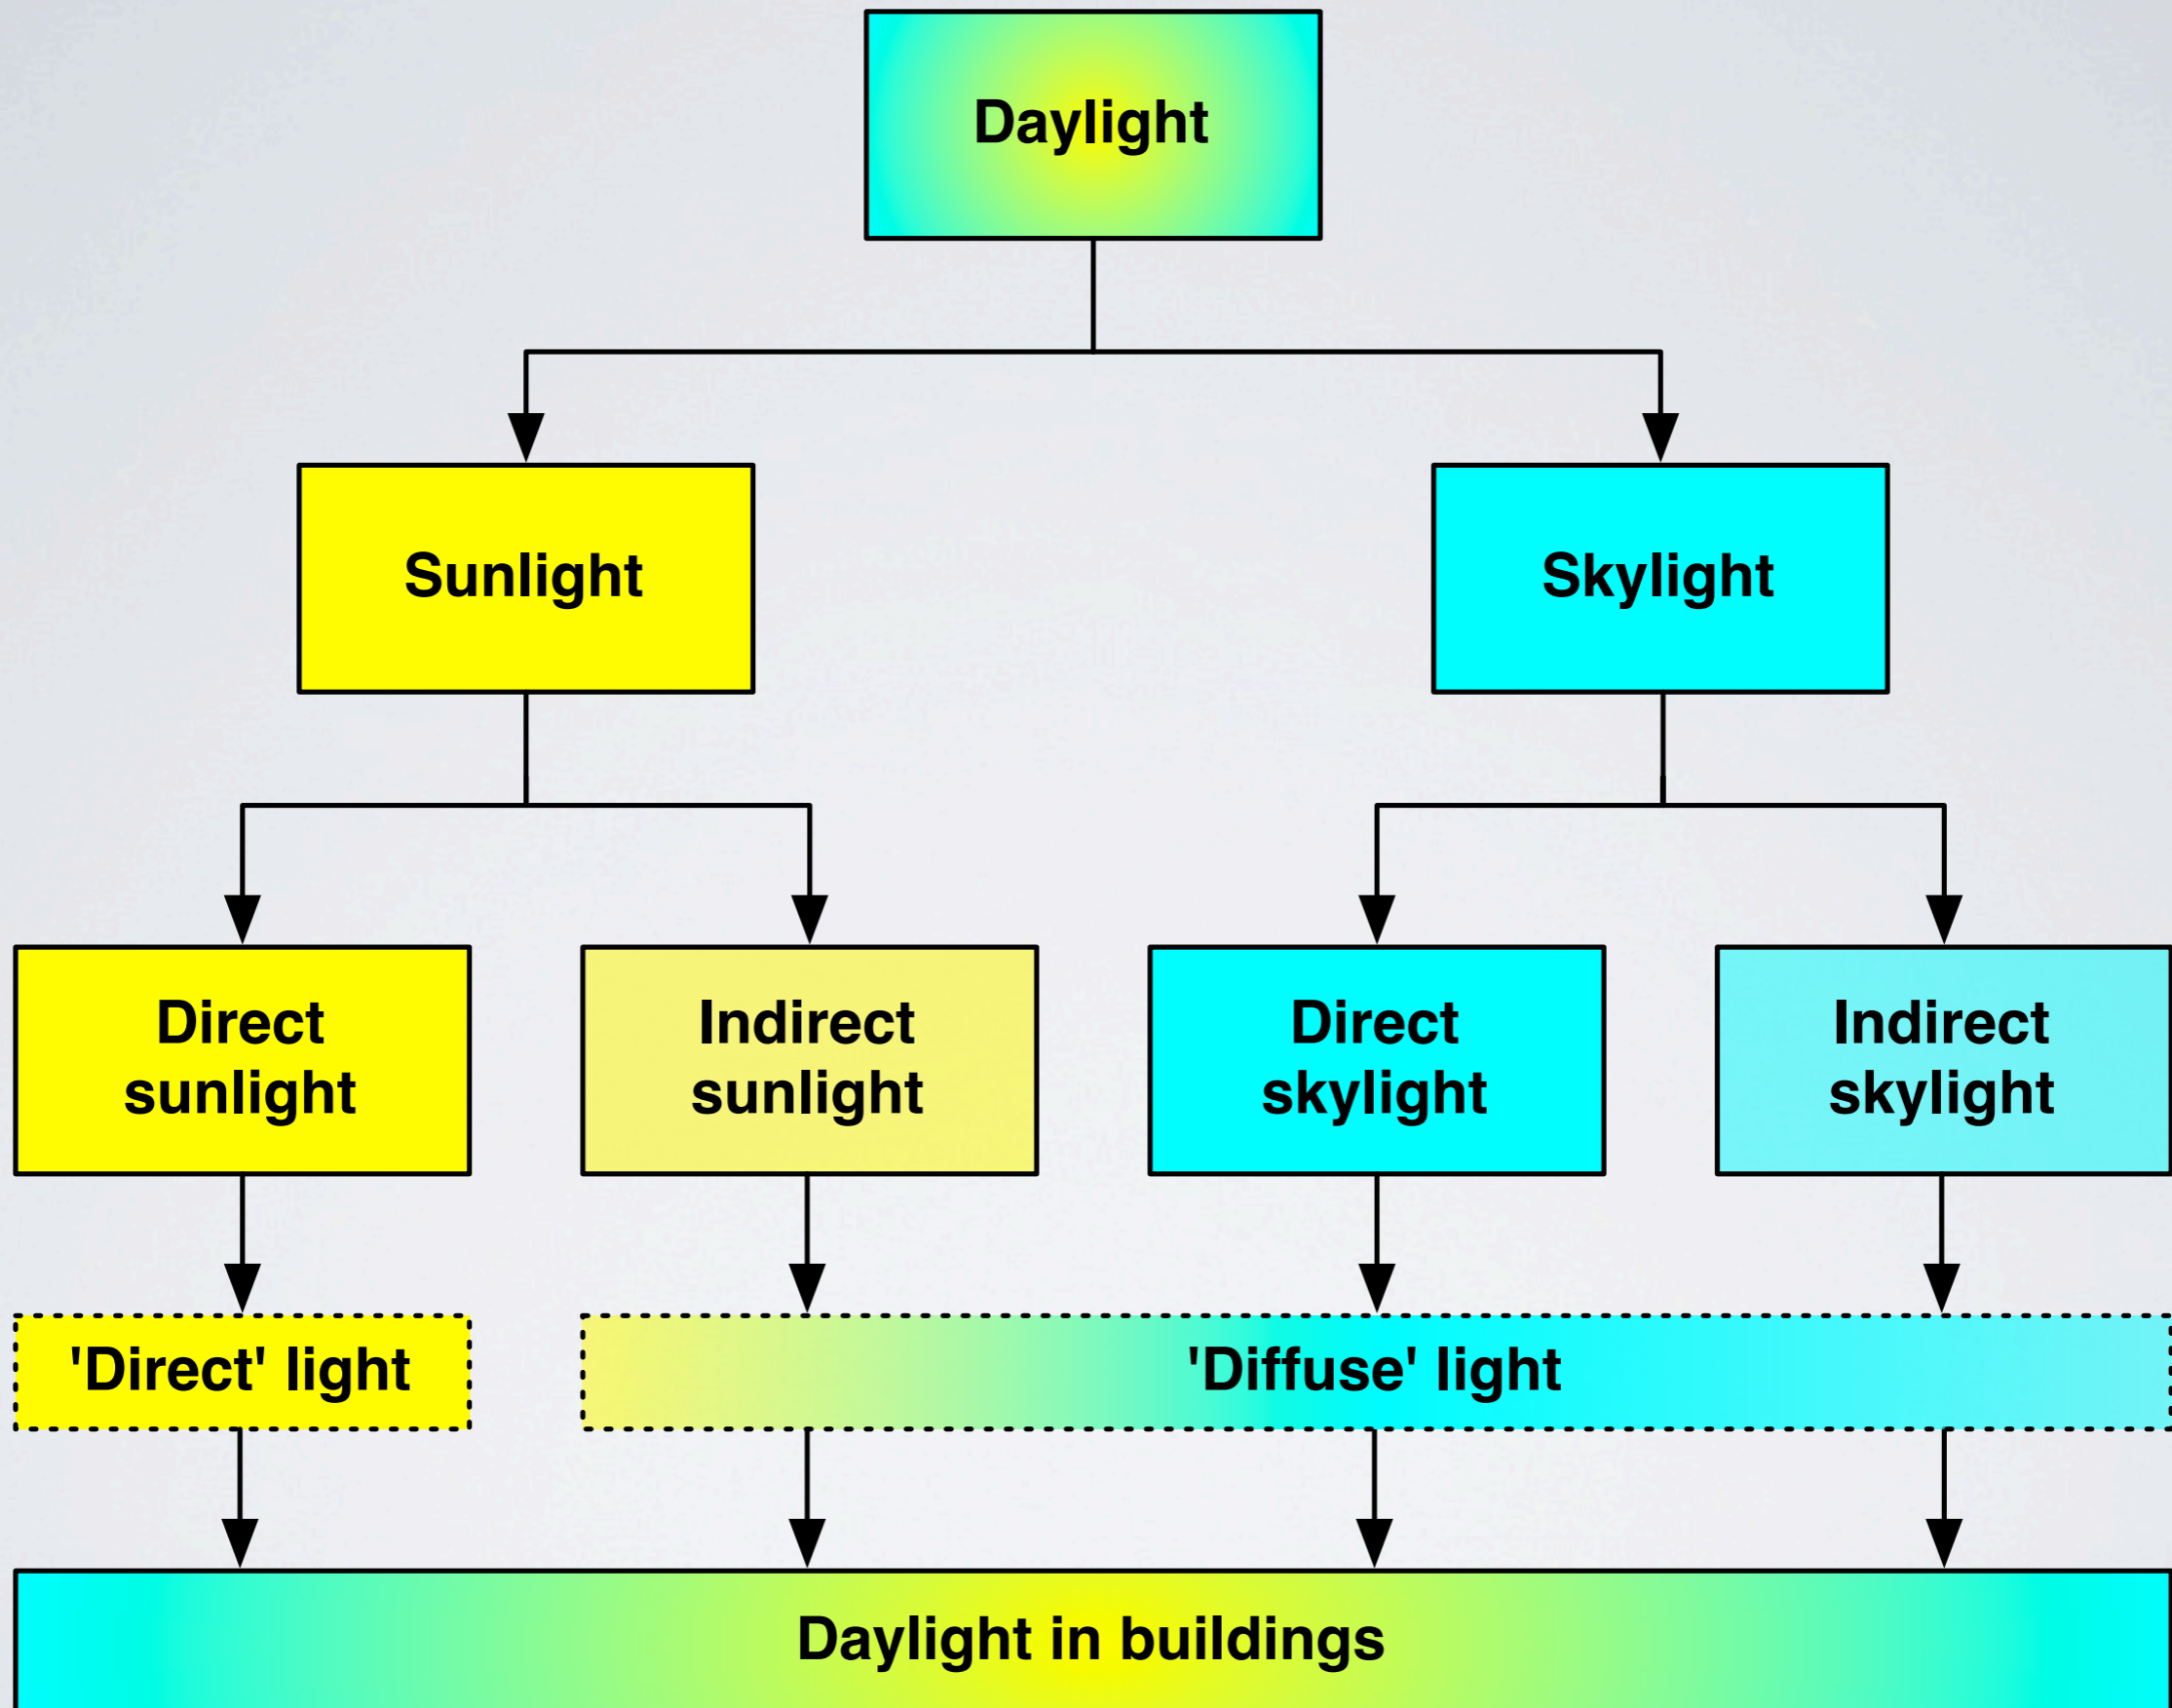 Daylight
Sunlight
Skylight
Direct
sunlight
Indirect
sunlight
Direct
skylight
Indirect
skylight
'Direct' light
'Diffuse' light
Daylight in buildings